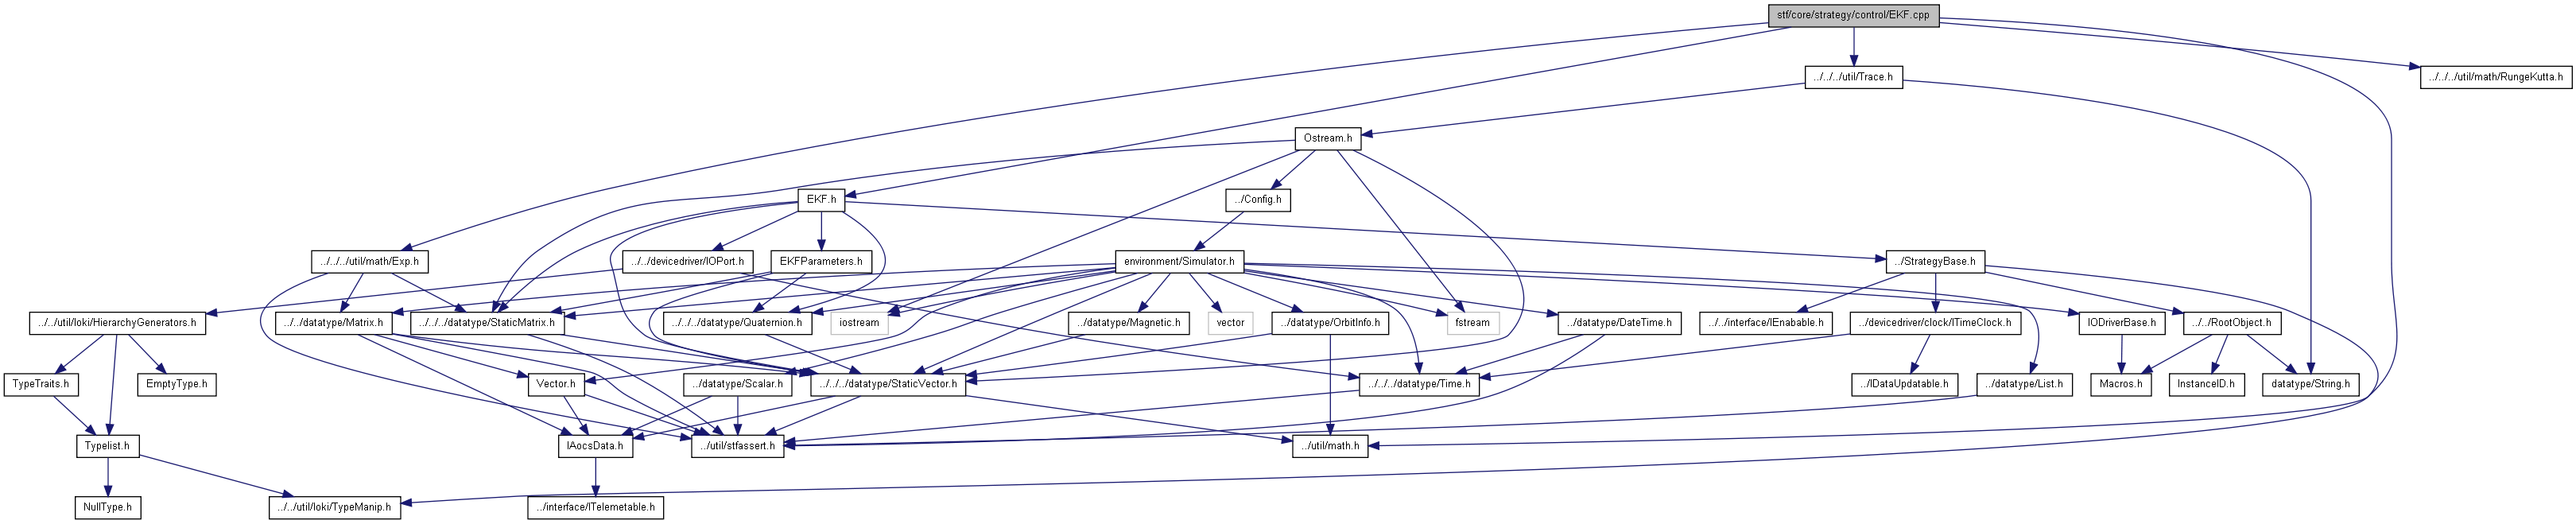 stf/core/strategy/control/EKF.cpp
../../../util/Trace.h
../../../util/math/RungeKutta.h
Ostream.h
EKF.h
../Config.h
../../../util/math/Exp.h
../../devicedriver/IOPort.h
EKFParameters.h
environment/Simulator.h
../StrategyBase.h
../../util/loki/HierarchyGenerators.h
../../datatype/Matrix.h
../../../datatype/StaticMatrix.h
../../../datatype/Quaternion.h
iostream
../datatype/Magnetic.h
vector
../datatype/OrbitInfo.h
fstream
../datatype/DateTime.h
../../interface/IEnabable.h
../devicedriver/clock/ITimeClock.h
IODriverBase.h
../../RootObject.h
TypeTraits.h
EmptyType.h
Vector.h
../datatype/Scalar.h
../../../datatype/StaticVector.h
../../../datatype/Time.h
../IDataUpdatable.h
../datatype/List.h
Macros.h
InstanceID.h
datatype/String.h
Typelist.h
IAocsData.h
../util/stfassert.h
../util/math.h
NullType.h
../../util/loki/TypeManip.h
../interface/ITelemetable.h